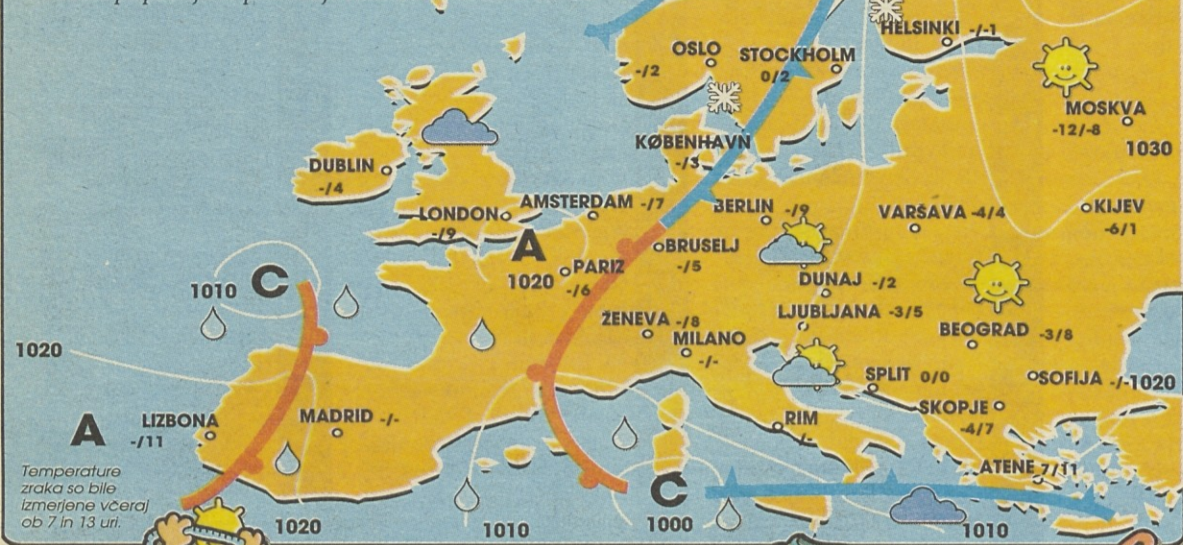 HELSINKI -/-1
OSLO
-/2
STOCKHOLM
0/2
MOSKVA
-12/-8
1030
KØBENHAVN
-/3
DUBLIN
-/4
AMSTERDAM -/7
LONDON
-/9
BERLIN -/9
VARŠAVA -4/4
KIJEV
-6/1
A
1020
BRUSELJ
-/5
PARIZ
-/6
DUNAJ -/2
1010
C
LJUBLJANA -3/5
ŽENEVA -/8
MILANO
-/-
BEOGRAD -3/8
1020
SPLIT 0/0
SOFIJA -/-
1020
A
LIZBONA
-/11
MADRID -/-
RIM
-/-
SKOPJE
-4/7
ATENE 7/11
Temperature
zraka so bile
izmerjene včeraj
ob 7 in 13 uri.
C
1020
1010
1000
1010